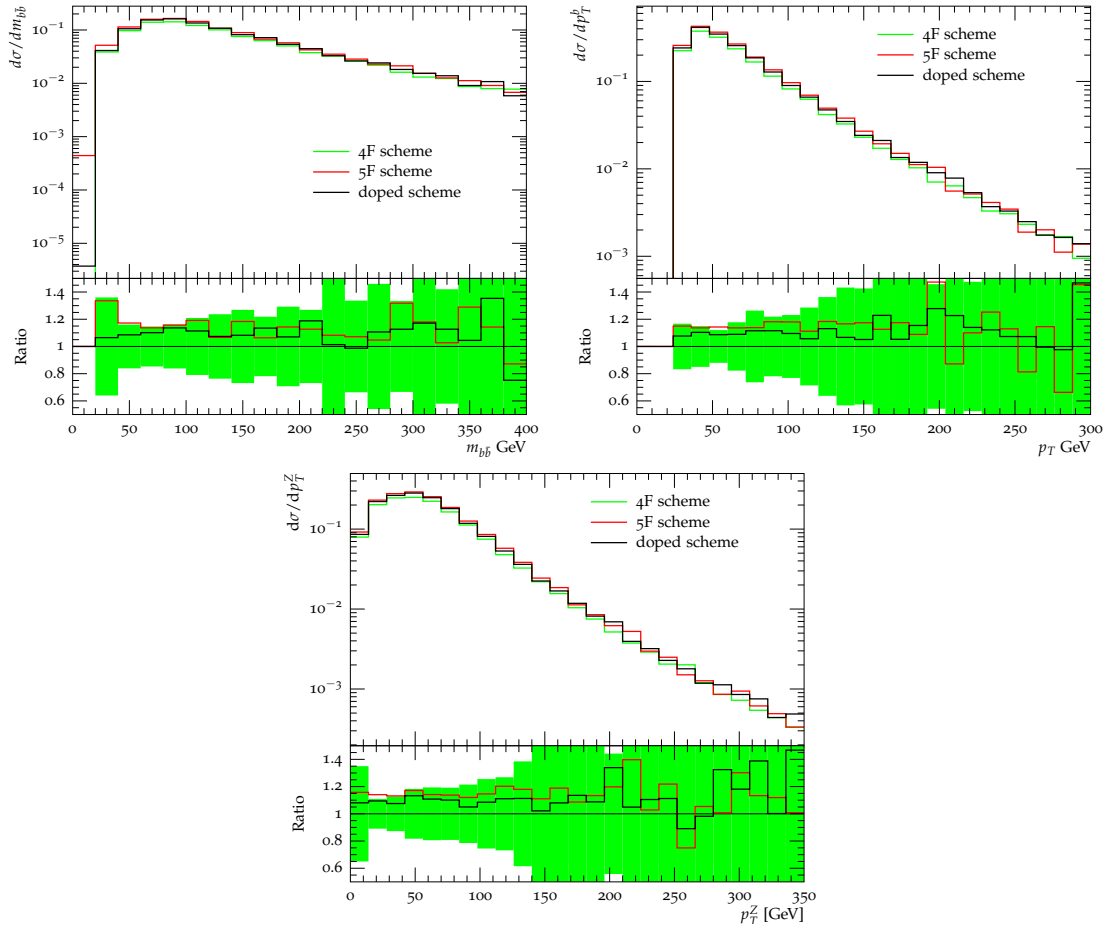 dσ/dm_{bb̄}
10⁻¹
10⁻²
10⁻³
10⁻⁴
10⁻⁵
4F scheme
5F scheme
doped scheme
Ratio
1.4
1.2
1
0.8
0.6
0 50 100 150 200 250 300 350 400
m_{bb̄} GeV
dσ/dp_T^b
10⁻¹
10⁻²
10⁻³
4F scheme
5F scheme
doped scheme
Ratio
1.4
1.2
1
0.8
0.6
0 50 100 150 200 250 300
p_T GeV
dσ/dp_T^Z
10⁻¹
10⁻²
10⁻³
4F scheme
5F scheme
doped scheme
Ratio
1.4
1.2
1
0.8
0.6
0 50 100 150 200 250 300 350
p_T^Z [GeV]